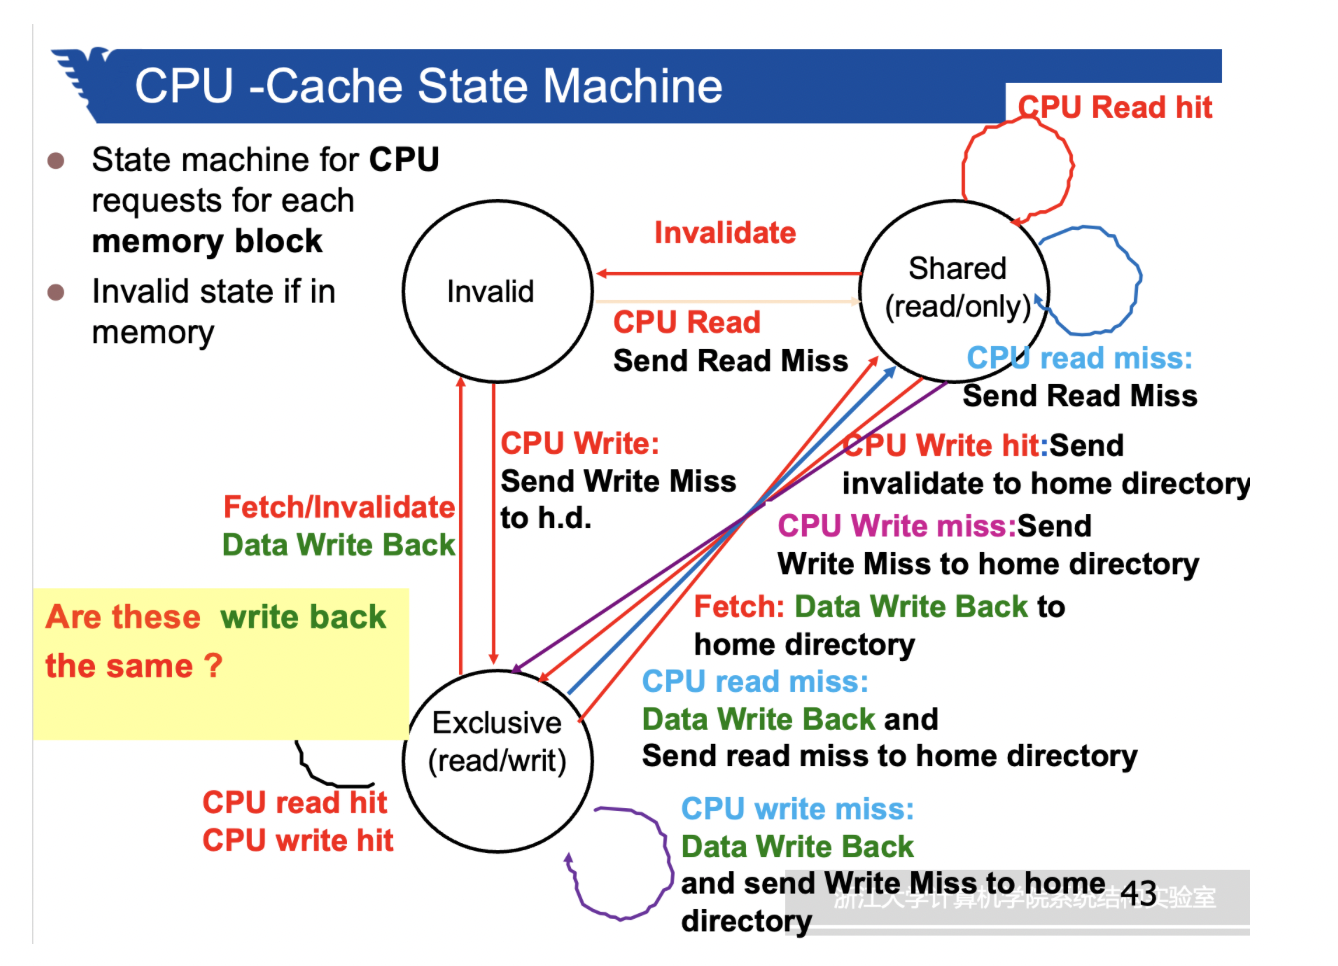 CPU -Cache State Machine
CPU Read hit
State machine for CPU
requests for each
memory block
Invalid state if in
memory
Invalid
Invalidate
CPU Read
Send Read Miss
Shared
(read/only)
CPU read miss:
Send Read Miss
CPU Write:
Send Write Miss
to h.d.
Fetch/Invalidate
Data Write Back
CPU Write hit:Send
invalidate to home directory
CPU Write miss:Send
Write Miss to home directory
Fetch: Data Write Back to
home directory
Are these write back
the same ?
CPU read miss:
Data Write Back and
Send read miss to home directory
Exclusive
(read/writ)
CPU read hit
CPU write hit
CPU write miss:
Data Write Back
and send Write Miss to home
directory
浙江大学计算机学院系统结构实验室
43